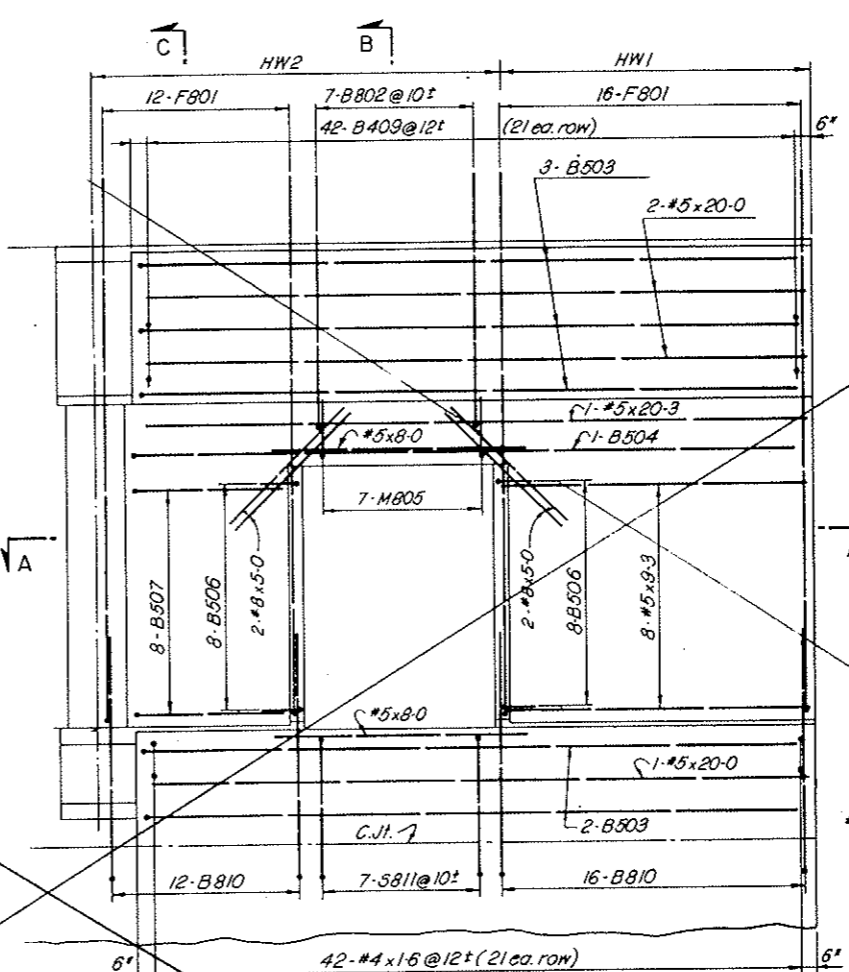 C
B
HW2
HW1
12-F801
7-B802@10±
16-F801
42-B409@12± (21 ea. row)
6"
3-B503
2-#5x20-0
1-#5x20-3
#5x8-0
1-B504
7-M805
A
8-B507
8-B506
2-#8x5-0
2-#8x5-0
8-B506
8-#5x9-3
#5x8-0
1-#5x20-0
2-B503
C.Jt.
12-B810
7-S811@10±
16-B810
6"
42-#4x1-6@12± (21 ea. row)
6"